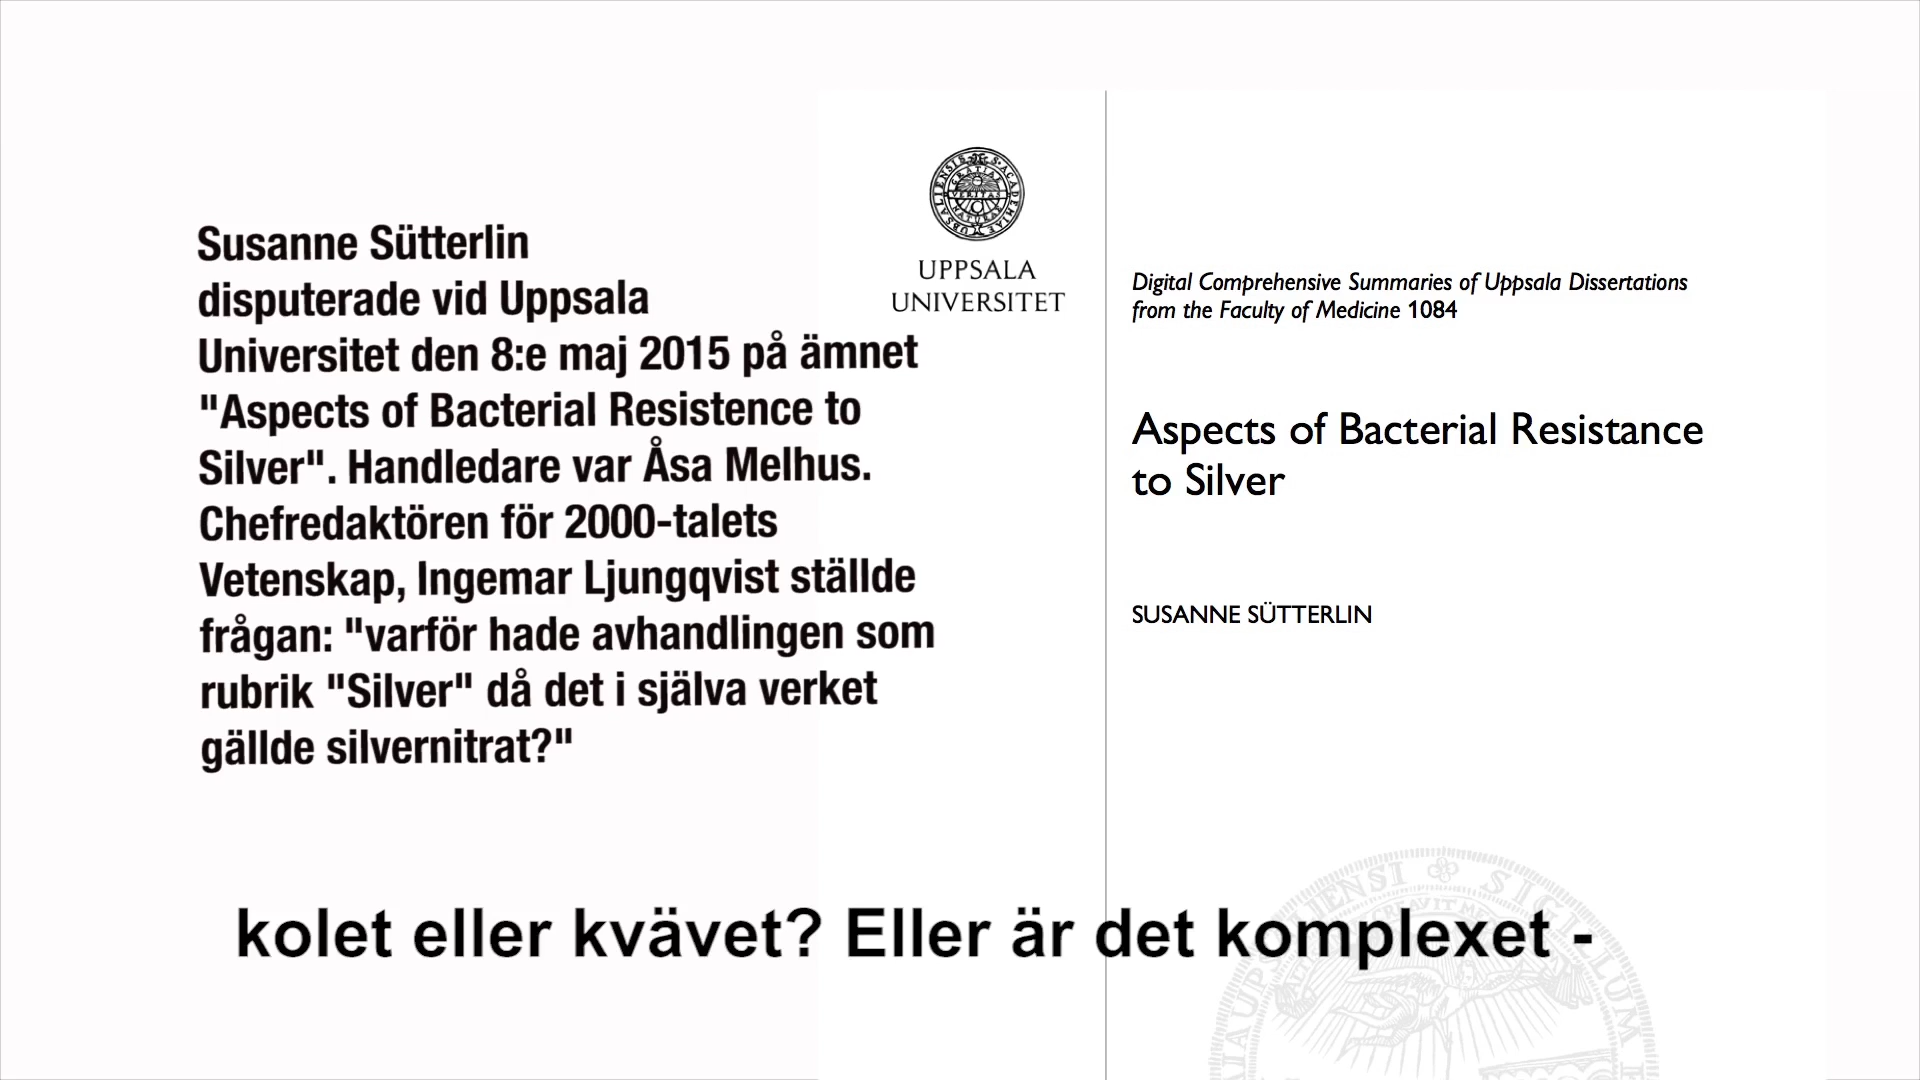 Susanne Sütterlin
disputerade vid Uppsala
Universitet den 8:e maj 2015 på ämnet
"Aspects of Bacterial Resistence to
Silver". Handledare var Åsa Melhus.
Chefredaktören för 2000-talets
Vetenskap, Ingemar Ljungqvist ställde
frågan: "varför hade avhandlingen som
rubrik "Silver" då det i själva verket
gällde silvernitrat?"
UPPSALA
UNIVERSITET
Digital Comprehensive Summaries of Uppsala Dissertations
from the Faculty of Medicine 1084
Aspects of Bacterial Resistance
to Silver
SUSANNE SÜTTERLIN
kolet eller kvävet? Eller är det komplexet -